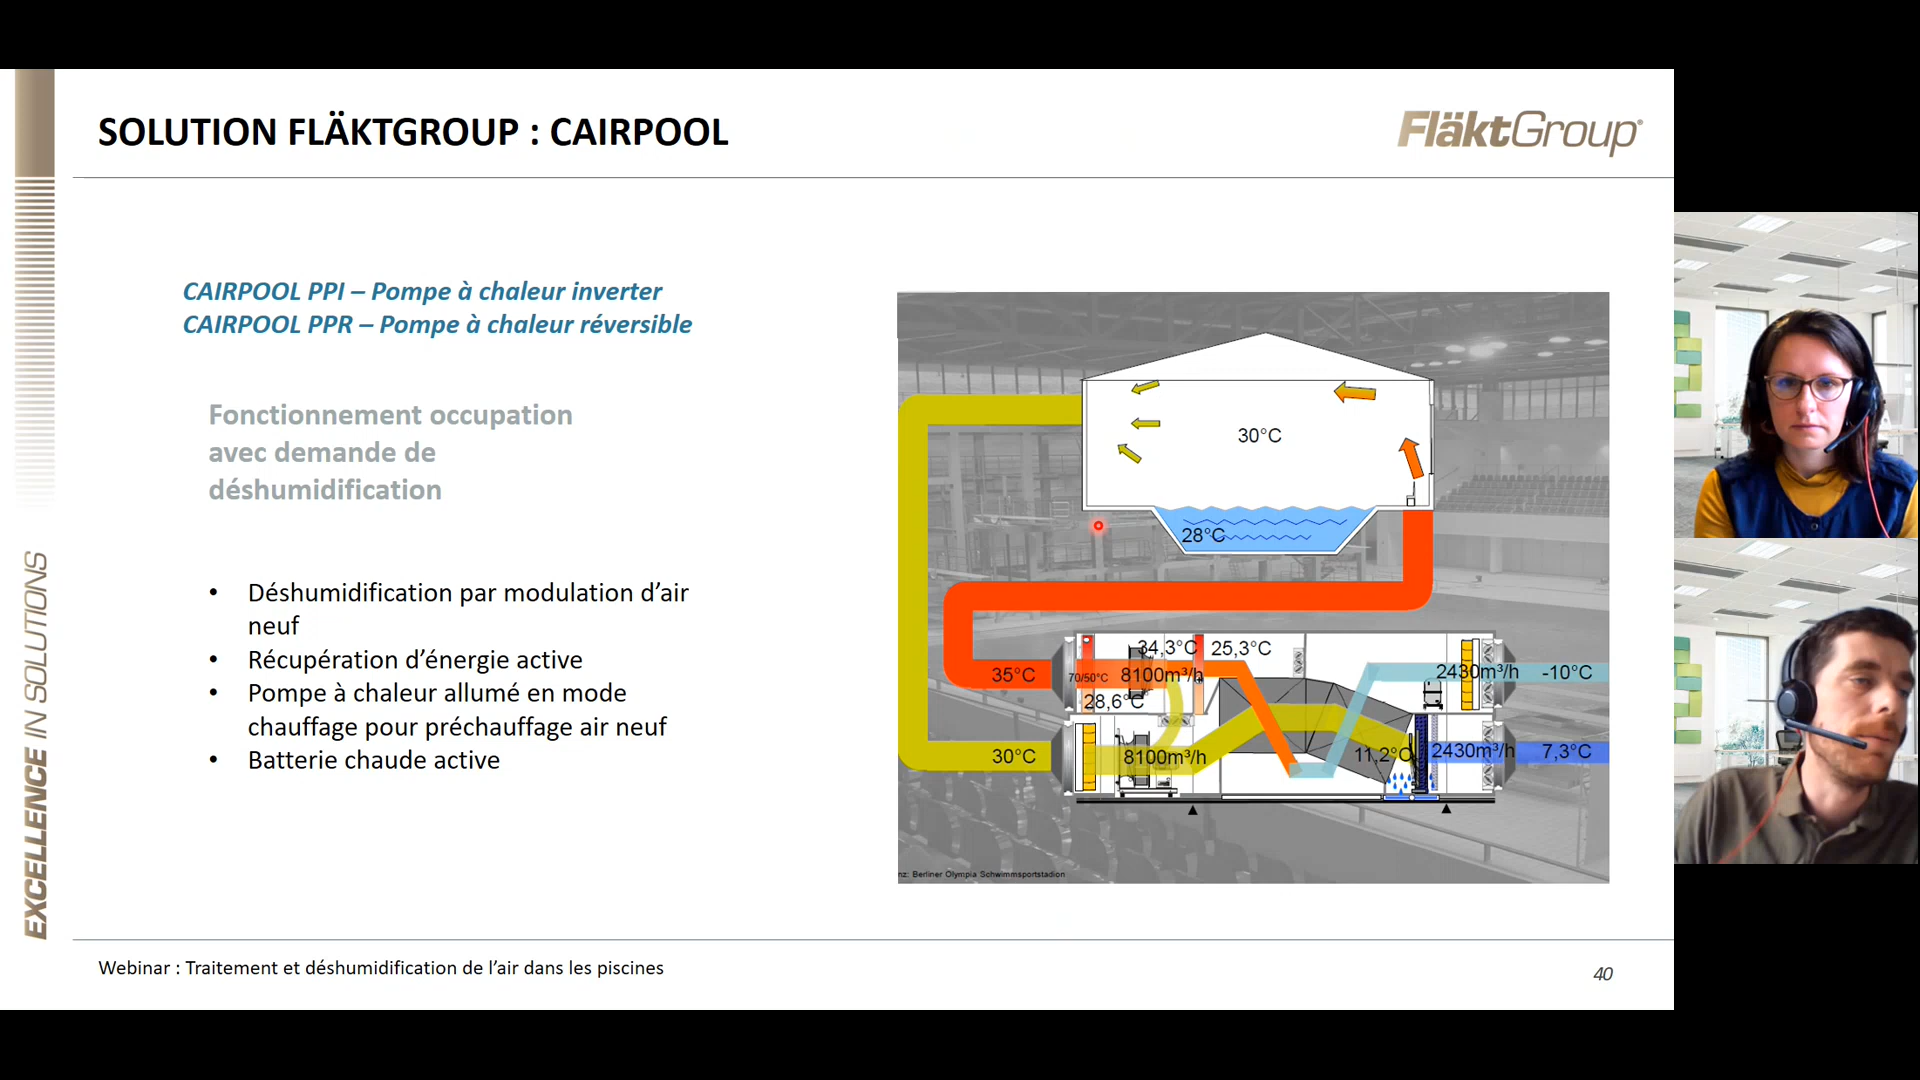 SOLUTION FLÄKTGROUP : CAIRPOOL
FläktGroup®
CAIRPOOL PPI – Pompe à chaleur inverter
CAIRPOOL PPR – Pompe à chaleur réversible
Fonctionnement occupation
avec demande de
déshumidification
• Déshumidification par modulation d’air
neuf
• Récupération d’énergie active
• Pompe à chaleur allumé en mode
chauffage pour préchauffage air neuf
• Batterie chaude active
30°C
28°C
34,3°C 25,3°C
35°C 70/50°C 8100m³/h 2430m³/h -10°C
28,6°C
30°C 8100m³/h 11,2°C 2430m³/h 7,3°C
nz: Berliner Olympia Schwimmsportstadion
EXCELLENCE IN SOLUTIONS
Webinar : Traitement et déshumidification de l’air dans les piscines
40